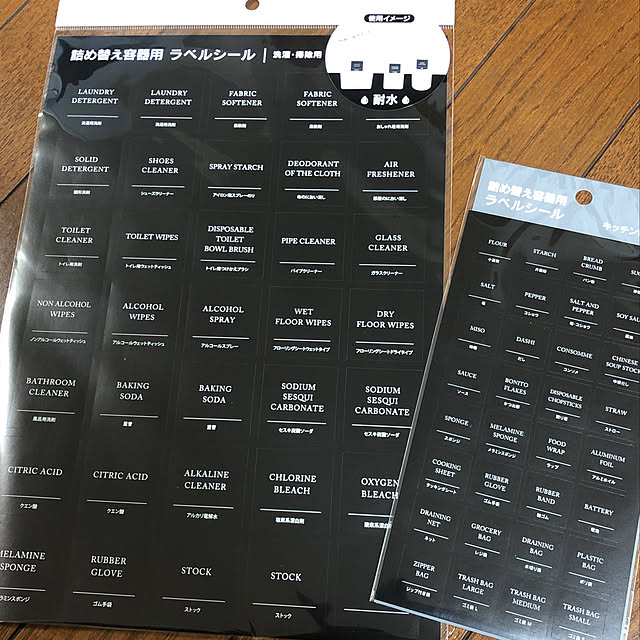 詰め替え容器用 ラベルシール | 洗濯・掃除用
使用イメージ
耐水
LAUNDRY
DETERGENT
洗濯用洗剤
LAUNDRY
DETERGENT
洗濯用洗剤
FABRIC
SOFTENER
柔軟剤
FABRIC
SOFTENER
柔軟剤
おしゃれ着用洗剤
SOLID
DETERGENT
固形洗剤
SHOES
CLEANER
シューズクリーナー
SPRAY STARCH
アイロン用スプレーのり
DEODORANT
OF THE CLOTH
布のにおい消し
AIR
FRESHENER
部屋のにおい消し
TOILET
CLEANER
トイレ用洗剤
TOILET WIPES
トイレ用ウェットティッシュ
DISPOSABLE
TOILET
BOWL BRUSH
トイレ用つけかえブラシ
PIPE CLEANER
パイプクリーナー
GLASS
CLEANER
ガラスクリーナー
NON ALCOHOL
WIPES
ノンアルコールウェットティッシュ
ALCOHOL
WIPES
アルコールウェットティッシュ
ALCOHOL
SPRAY
アルコールスプレー
WET
FLOOR WIPES
フローリングシートウェットタイプ
DRY
FLOOR WIPES
フローリングシートドライタイプ
BATHROOM
CLEANER
風呂用洗剤
BAKING
SODA
重曹
BAKING
SODA
重曹
SODIUM
SESQUI
CARBONATE
セスキ炭酸ソーダ
SODIUM
SESQUI
CARBONATE
セスキ炭酸ソーダ
CITRIC ACID
クエン酸
CITRIC ACID
クエン酸
ALKALINE
CLEANER
アルカリ電解水
CHLORINE
BLEACH
塩素系漂白剤
OXYGEN
BLEACH
酸素系漂白剤
MELAMINE
SPONGE
ラミンスポンジ
RUBBER
GLOVE
ゴム手袋
STOCK
ストック
STOCK
ストック
詰め替え容器用
ラベルシール
キッチン
FLOUR
小麦粉
STARCH
片栗粉
BREAD
CRUMB
パン粉
SU
SALT
塩
PEPPER
コショウ
SALT AND
PEPPER
塩・コショウ
SOY SAU
醤油
MISO
味噌
DASHI
だし
CONSOMME
コンソメ
CHINESE
SOUP STOCK
中華だし
SAUCE
ソース
BONITO
FLAKES
かつお節
DISPOSABLE
CHOPSTICKS
割り箸
STRAW
ストロー
SPONGE
スポンジ
MELAMINE
SPONGE
メラミンスポンジ
FOOD
WRAP
ラップ
ALUMINUM
FOIL
アルミホイル
COOKING
SHEET
クッキングシート
RUBBER
GLOVE
ゴム手袋
RUBBER
BAND
輪ゴム
BATTERY
電池
DRAINING
NET
ネット
GROCERY
BAG
レジ袋
DRAINING
BAG
水切り袋
PLASTIC
BAG
ポリ袋
ZIPPER
BAG
ジップ付き袋
TRASH BAG
LARGE
ゴミ袋 L
TRASH BAG
MEDIUM
ゴミ袋 M
TRASH BAG
SMALL